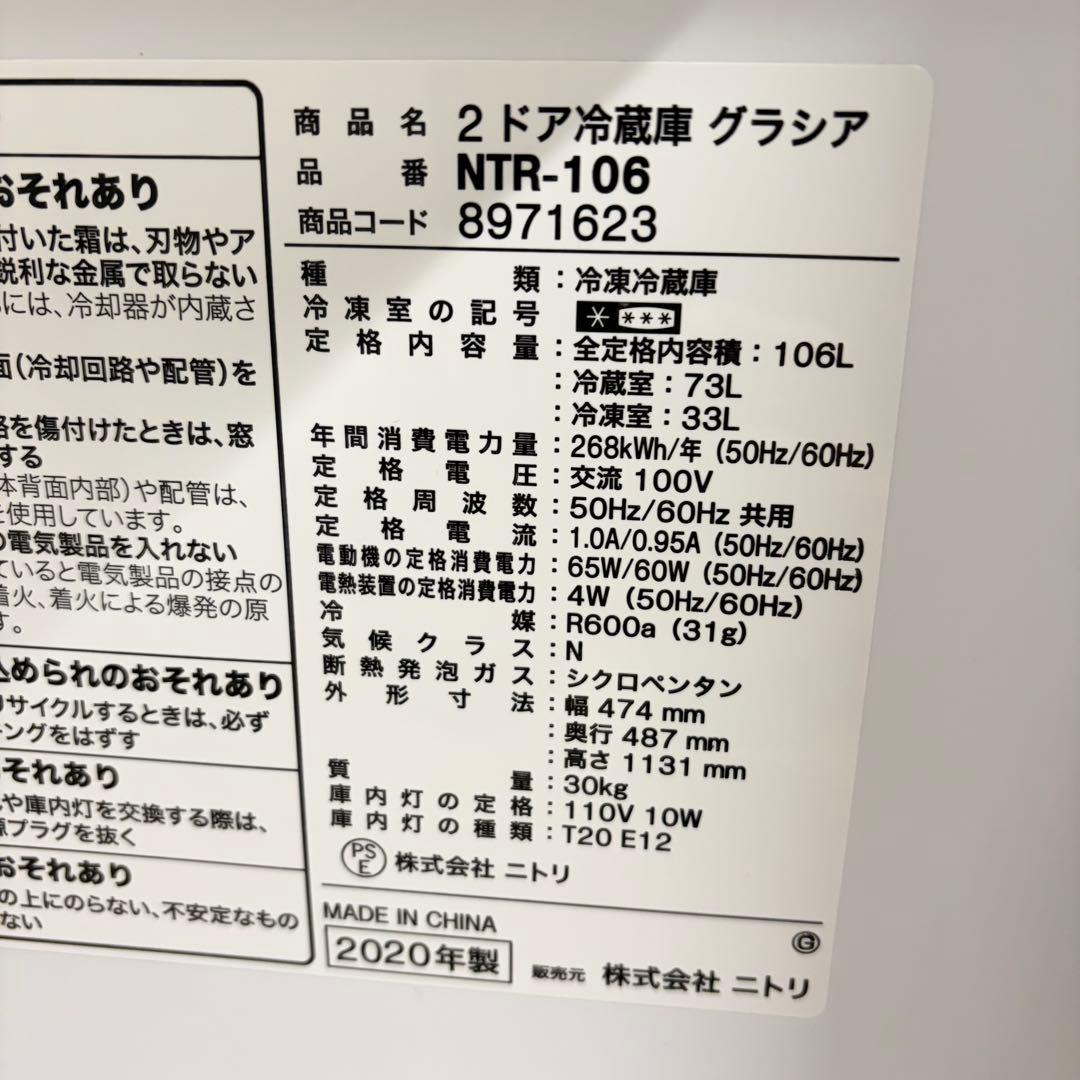 おそれあり
付いた霜は、刃物やア
鋭利な金属で取らない
には、冷却器が内蔵さ
面（冷却回路や配管）を
路を傷付けたときは、窓
する
体背面内部）や配管は、
を使用しています。
の電気製品を入れない
ていると電気製品の接点の
着火、着火による爆発の原
す。
込められのおそれあり
リサイクルするときは、必ず
キングをはずす
おそれあり
や庫内灯を交換する際は、
源プラグを抜く
おそれあり
の上にのらない、不安定なもの
ない
商品名 2ドア冷蔵庫 グラシア
品番 NTR-106
商品コード 8971623
種類：冷凍冷蔵庫
冷凍室の記号 * ***
定格内容量：全定格内容積：106L
：冷蔵室：73L
：冷凍室：33L
年間消費電力量：268kWh/年（50Hz/60Hz）
定格電圧：交流 100V
定格周波数：50Hz/60Hz 共用
定格電流：1.0A/0.95A（50Hz/60Hz）
電動機の定格消費電力：65W/60W（50Hz/60Hz）
電熱装置の定格消費電力：4W（50Hz/60Hz）
冷媒：R600a（31g）
気候クラス：N
断熱発泡ガス：シクロペンタン
外形寸法：幅 474 mm
：奥行 487 mm
：高さ 1131 mm
質量：30kg
庫内灯の定格：110V 10W
庫内灯の種類：T20 E12
PSE 株式会社 ニトリ
MADE IN CHINA
G
2020年製
販売元 株式会社 ニトリ